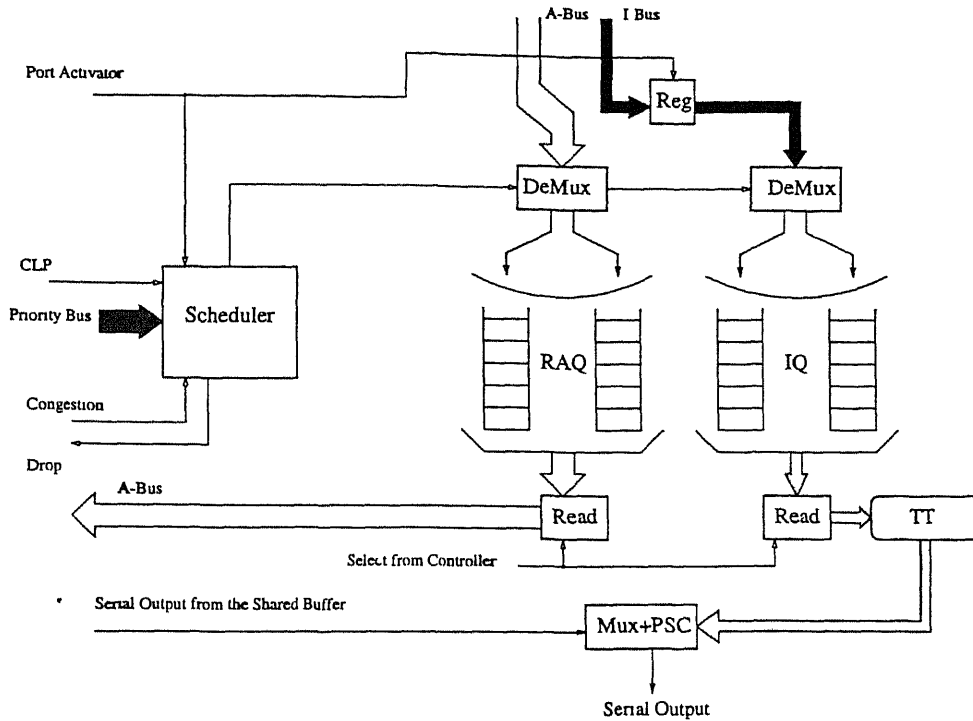 A-Bus
I Bus
Port Activator
Reg
DeMux
DeMux
CLP
Priority Bus
Scheduler
RAQ
IQ
Congestion
Drop
A-Bus
Read
Read
TT
Select from Controller
Serial Output from the Shared Buffer
Mux+PSC
Serial Output